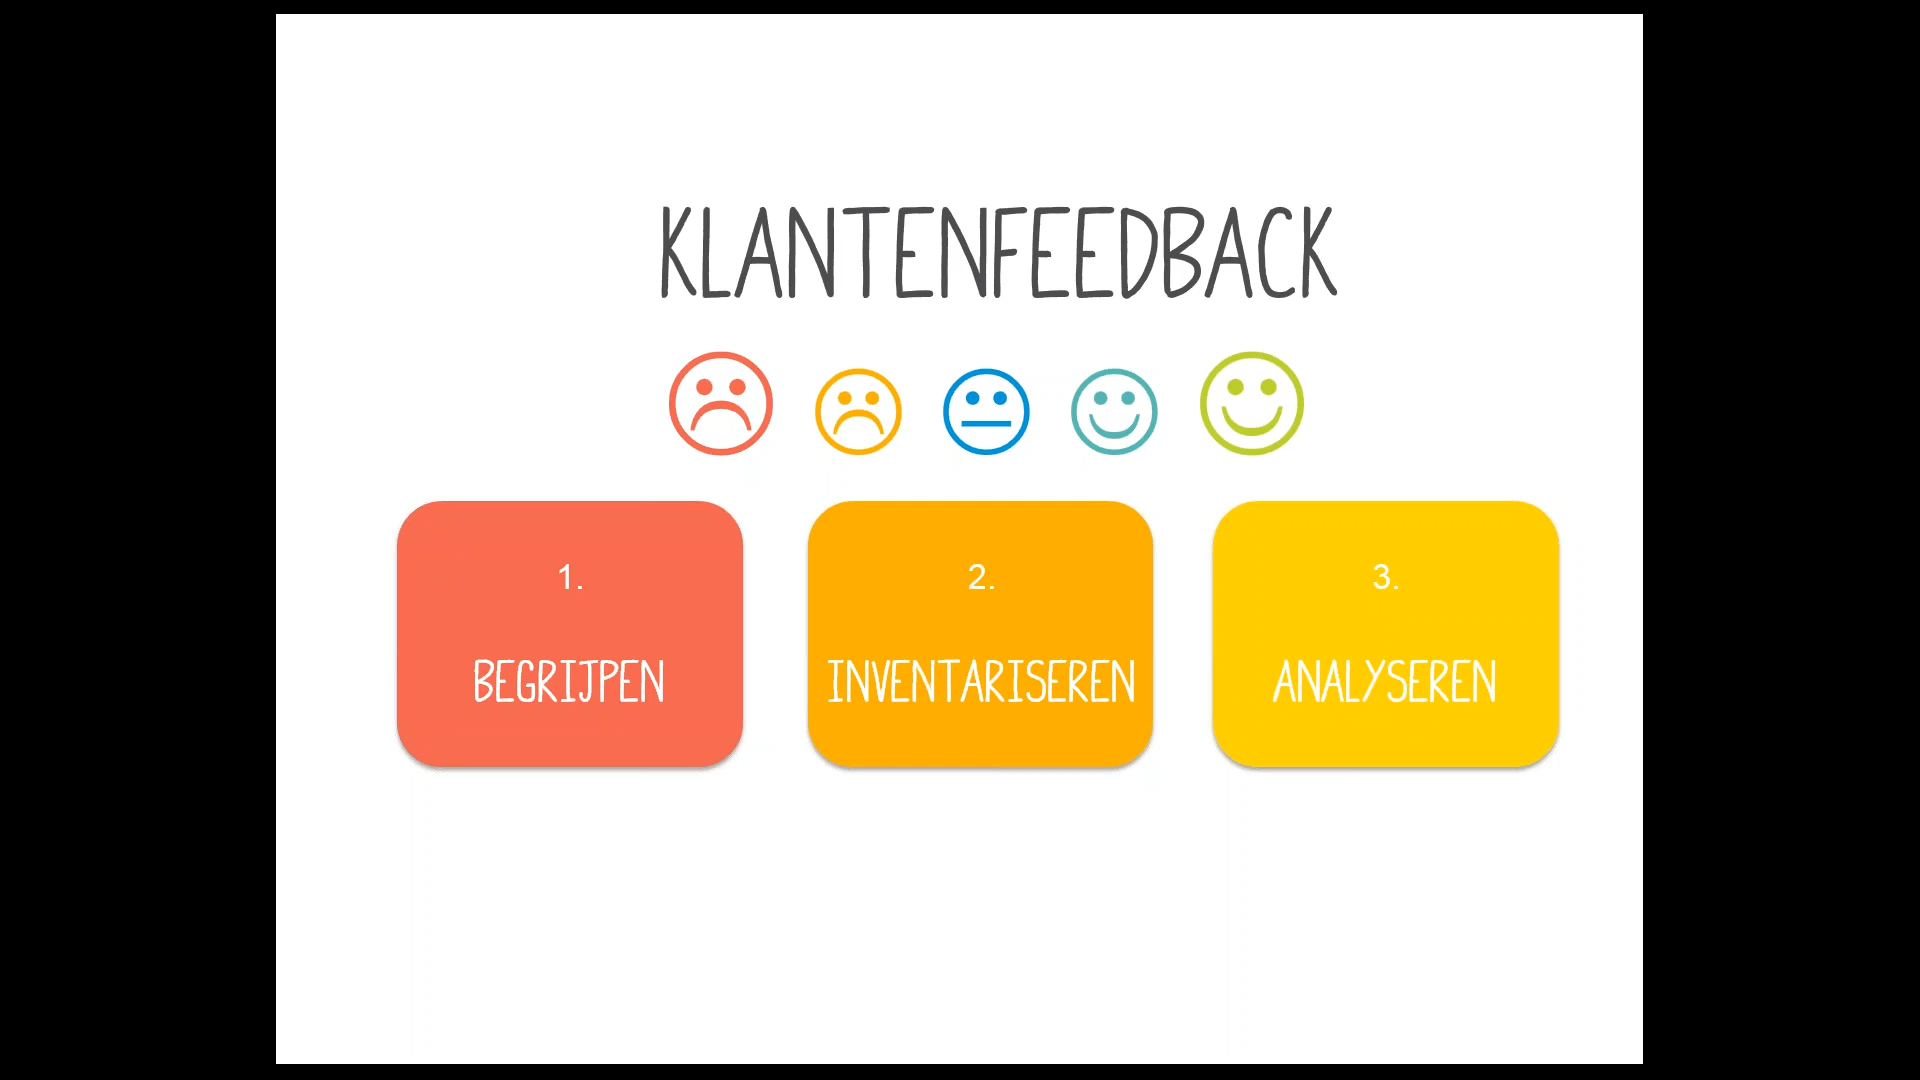 KLANTENFEEDBACK
1.
BEGRIJPEN
2.
INVENTARISEREN
3.
ANALYSEREN